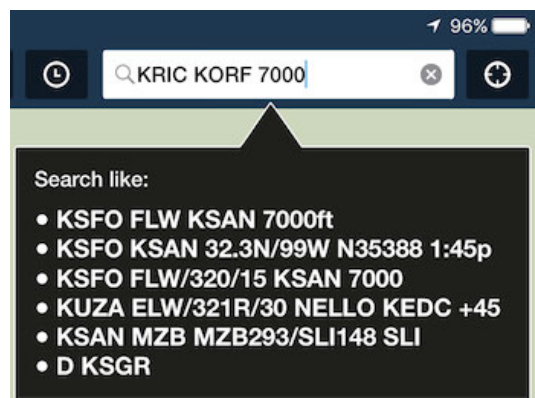 96%
KRIC KORF 7000
Search like:
• KSFO FLW KSAN 7000ft
• KSFO KSAN 32.3N/99W N35388 1:45p
• KSFO FLW/320/15 KSAN 7000
• KUZA ELW/321R/30 NELLO KEDC +45
• KSAN MZB MZB293/SLI148 SLI
• D KSGR